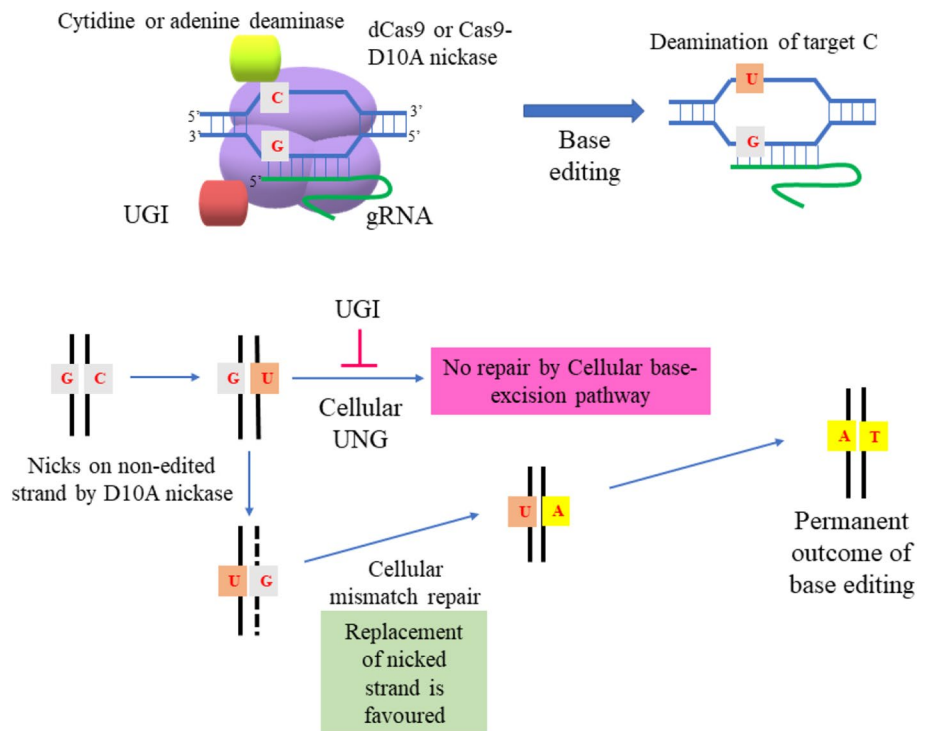 Cytidine or adenine deaminase
dCas9 or Cas9-
D10A nickase
C
5’
3’
3’
5’
G
5’
UGI
gRNA
Base
editing
Deamination of target C
U
G
UGI
G C
G U
Cellular
UNG
No repair by Cellular base-
excision pathway
Nicks on non-edited
strand by D10A nickase
U G
Cellular
mismatch repair
Replacement
of nicked
strand is
favoured
U A
A T
Permanent
outcome of
base editing